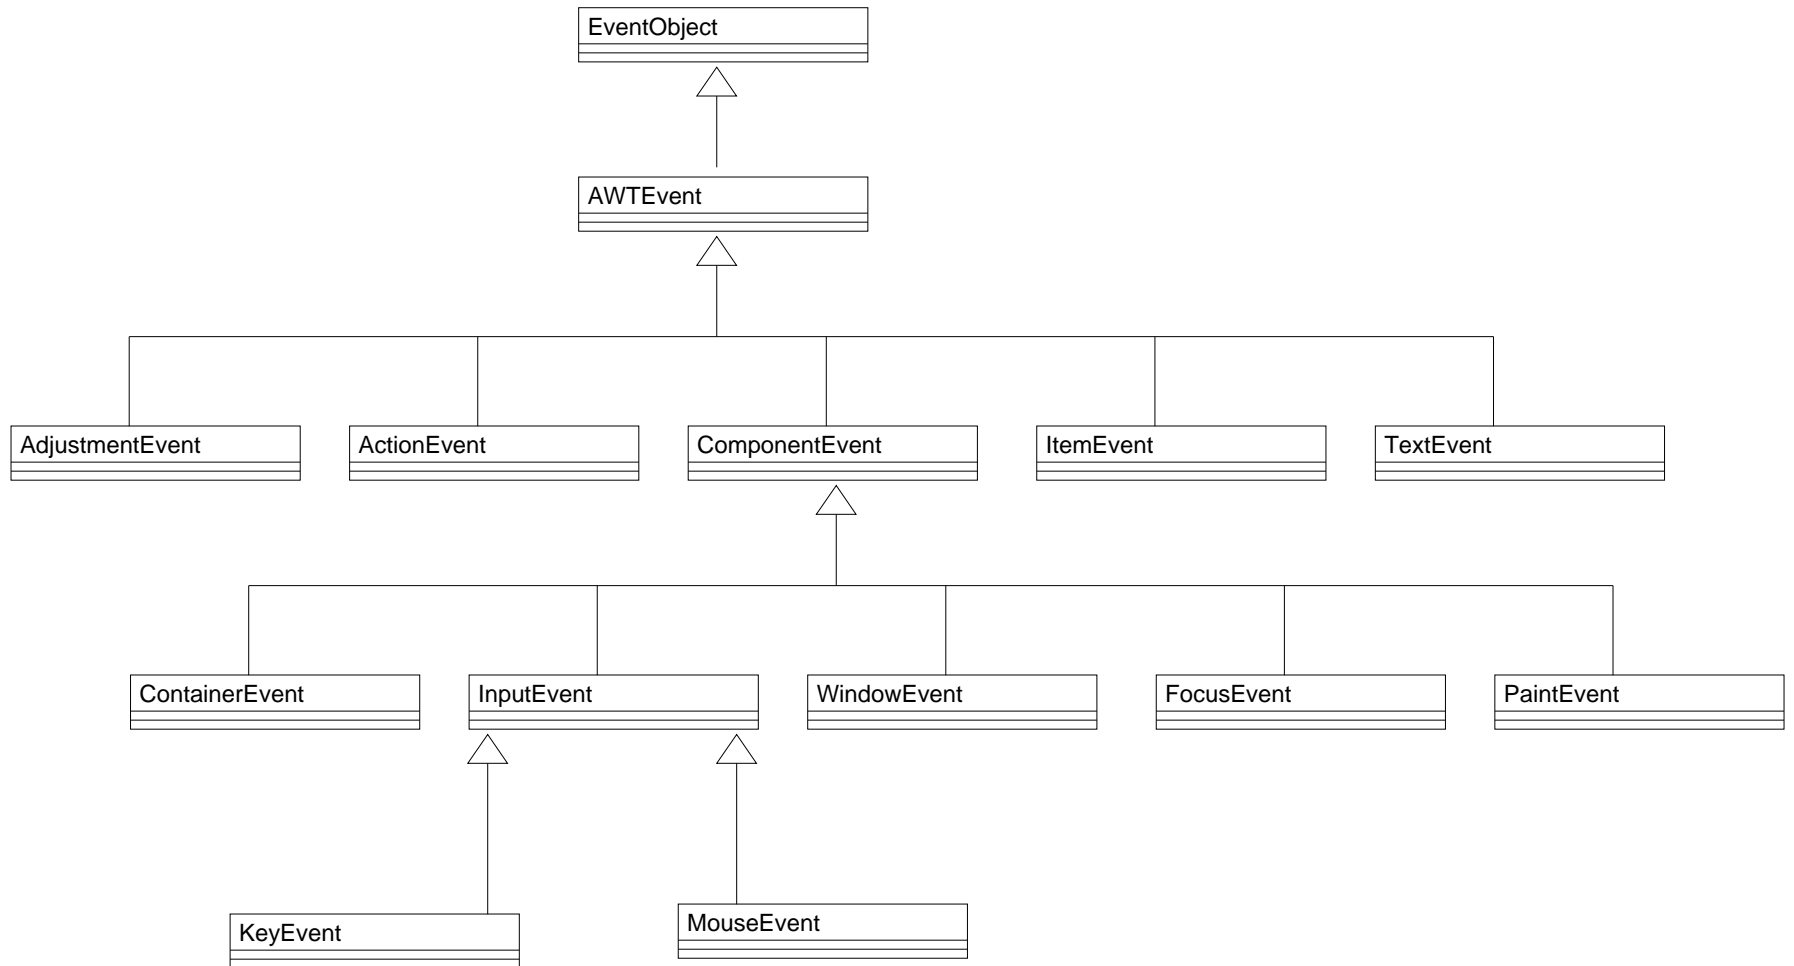 EventObject
AWTEvent
AdjustmentEvent
ActionEvent
ComponentEvent
ItemEvent
TextEvent
ContainerEvent
InputEvent
WindowEvent
FocusEvent
PaintEvent
KeyEvent
MouseEvent